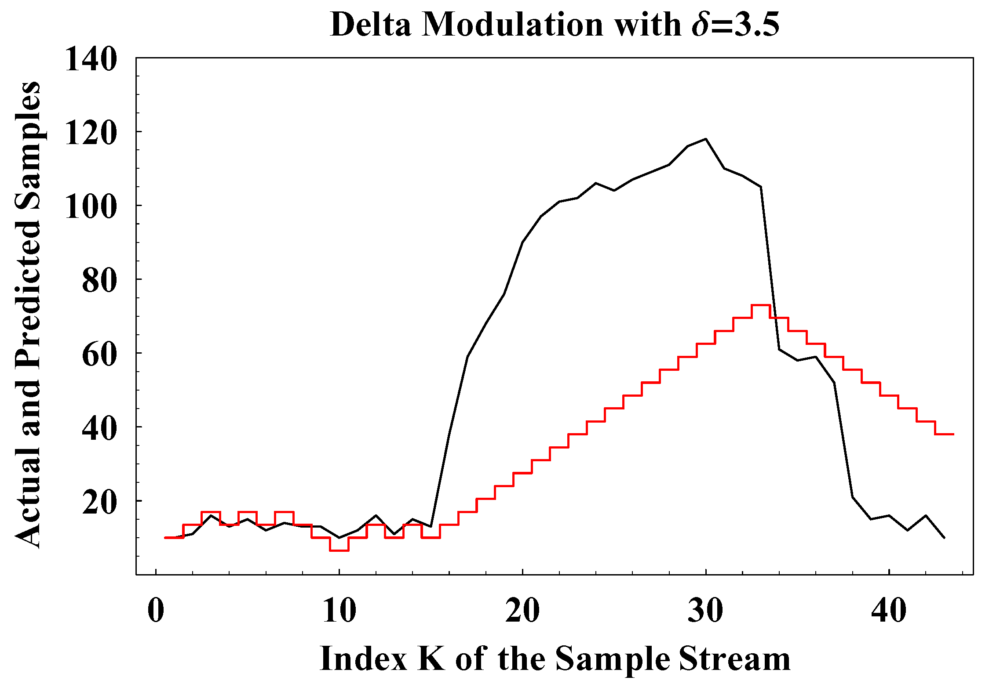 Delta Modulation with δ=3.5
Actual and Predicted Samples
140
120
100
80
60
40
20
0 10 20 30 40
Index K of the Sample Stream